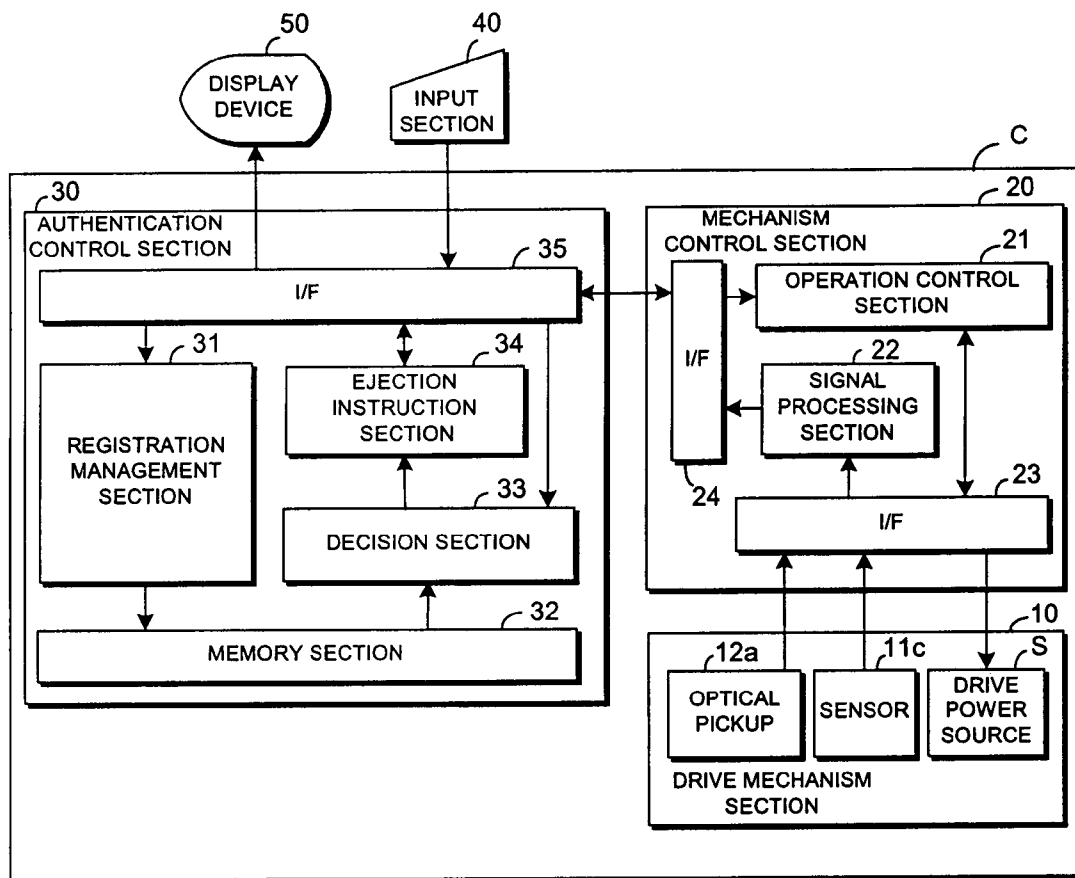 50
DISPLAY
DEVICE
40
INPUT
SECTION
C
30
AUTHENTICATION
CONTROL SECTION
35
I/F
31
REGISTRATION
MANAGEMENT
SECTION
34
EJECTION
INSTRUCTION
SECTION
33
DECISION SECTION
32
MEMORY SECTION
20
MECHANISM
CONTROL SECTION
21
OPERATION CONTROL
SECTION
I/F
24
22
SIGNAL
PROCESSING
SECTION
23
I/F
10
12a
OPTICAL
PICKUP
11c
SENSOR
S
DRIVE
POWER
SOURCE
DRIVE MECHANISM
SECTION